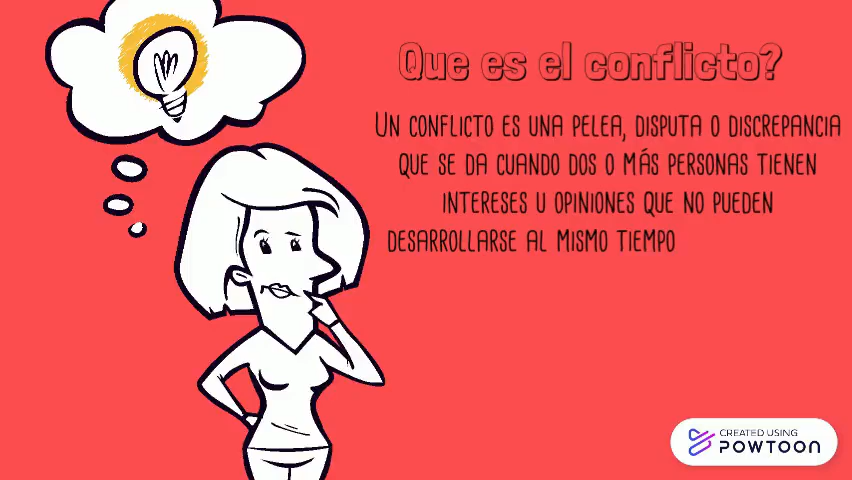 Que es el conflicto?
Un conflicto es una pelea, disputa o discrepancia
que se da cuando dos o más personas tienen
intereses u opiniones que no pueden
desarrollarse al mismo tiempo
CREATED USING
POWTOON